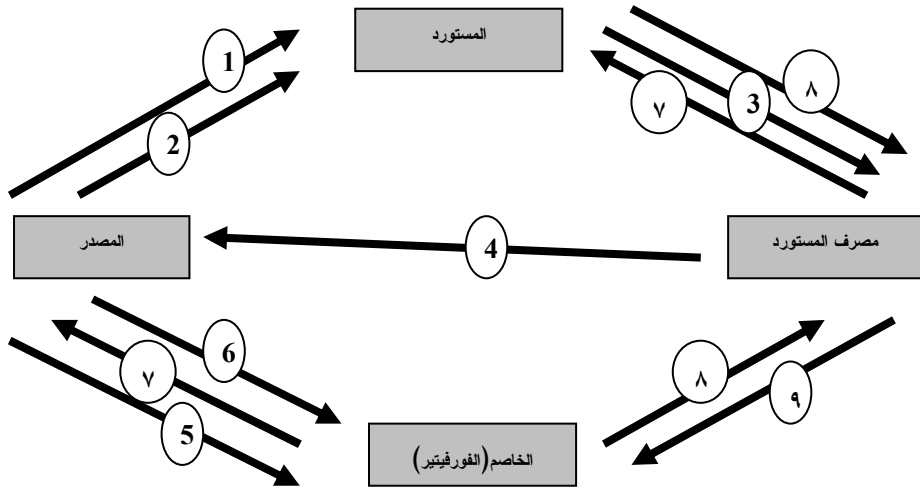 المستورد
1
2
٨
3
٧
المصدر
4
مصرف المستورد
6
٧
5
٨
٩
الخاصم(الفورفيتير)